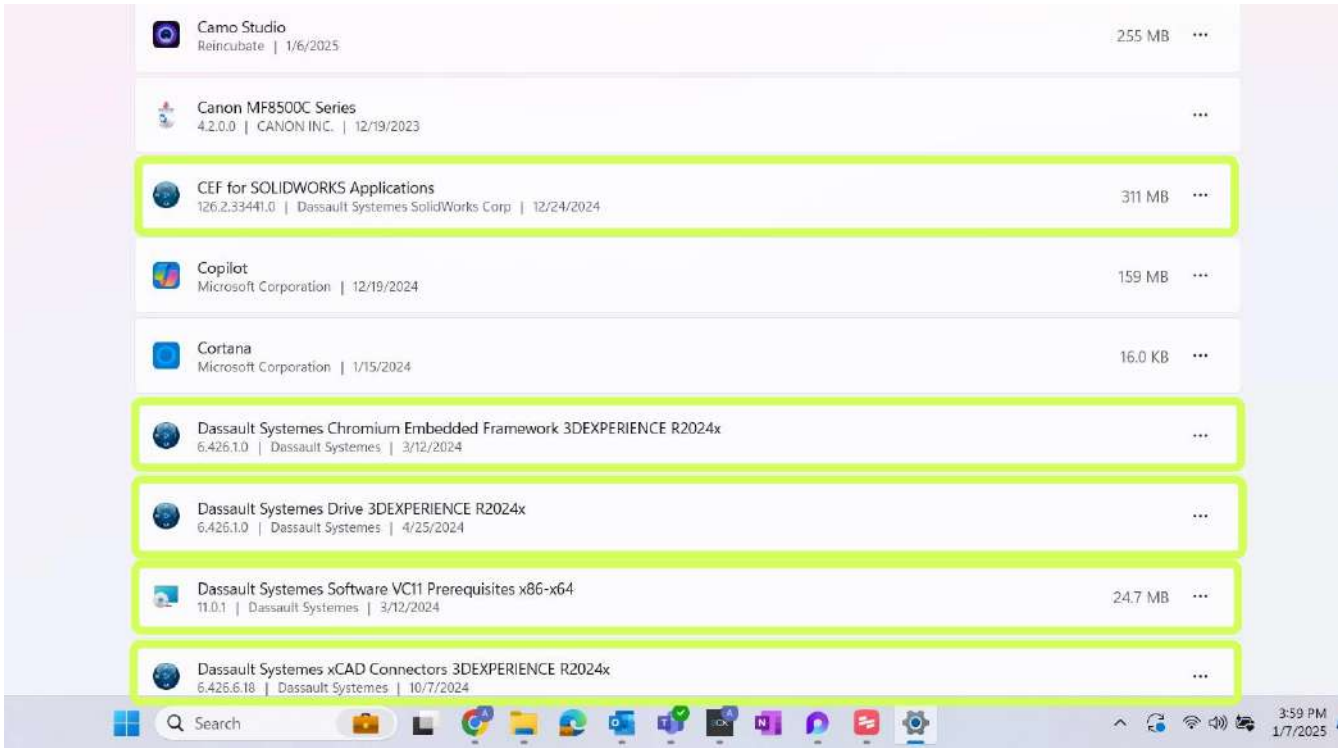 Camo Studio
Reincubate | 1/6/2025
255 MB
Canon MF8500C Series
4.2.0.0 | CANON INC. | 12/19/2023
CEF for SOLIDWORKS Applications
126.2.33441.0 | Dassault Systemes SolidWorks Corp | 12/24/2024
311 MB
Copilot
Microsoft Corporation | 12/19/2024
159 MB
Cortana
Microsoft Corporation | 1/15/2024
16.0 KB
Dassault Systemes Chromium Embedded Framework 3DEXPERIENCE R2024x
6.426.1.0 | Dassault Systemes | 3/12/2024
Dassault Systemes Drive 3DEXPERIENCE R2024x
6.426.1.0 | Dassault Systemes | 4/25/2024
Dassault Systemes Software VC11 Prerequisites x86-x64
11.0.1 | Dassault Systemes | 3/12/2024
24.7 MB
Dassault Systemes xCAD Connectors 3DEXPERIENCE R2024x
6.426.6.18 | Dassault Systemes | 10/7/2024
Search
3:59 PM
1/7/2025